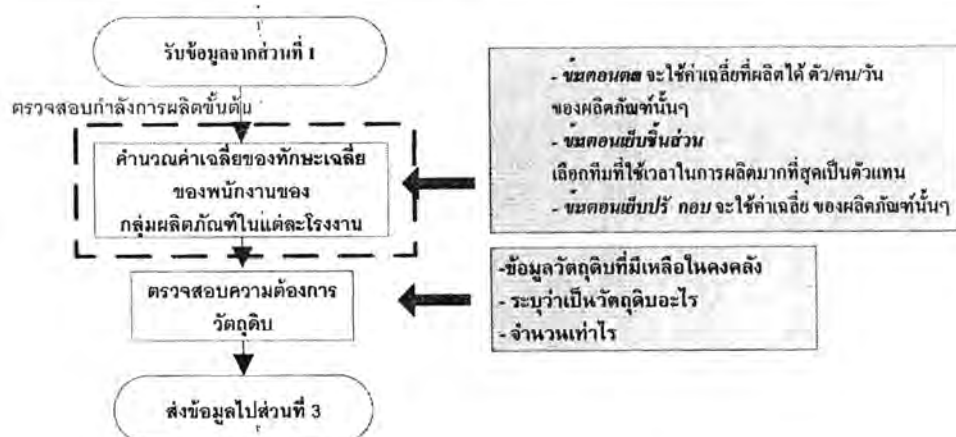 รับข้อมูลจากส่วนที่ 1
ตรวจสอบกำลังการผลิตขั้นต้น
คำนวณค่าเฉลี่ยของทักษะเฉลี่ย
ของพนักงานของ
กลุ่มผลิตภัณฑ์ในแต่ละโรงงาน
- ขั้นตอนตัด จะใช้ค่าเฉลี่ยที่ผลิตได้ ตัว/คน/วัน
ของผลิตภัณฑ์นั้นๆ
- ขั้นตอนเย็บชิ้นส่วน
เลือกทีมที่ใช้เวลาในการผลิตมากที่สุดเป็นตัวแทน
- ขั้นตอนเย็บ จะใช้ค่าเฉลี่ย ของผลิตภัณฑ์นั้นๆ
ตรวจสอบความต้องการ
วัตถุดิบ
-ข้อมูลวัตถุดิบที่มีเหลือในคงคลัง
- ระบุว่าเป็นวัตถุดิบอะไร
- จำนวนเท่าไร
ส่งข้อมูลไปส่วนที่ 3